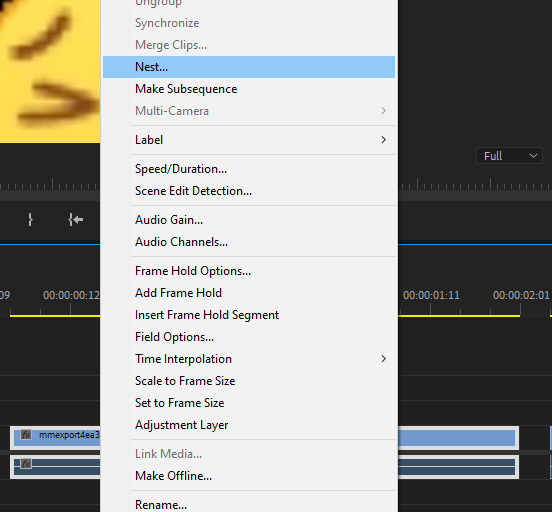 Ungroup
Synchronize
Merge Clips...
Nest...
Make Subsequence
Multi-Camera
Label
Full
Speed/Duration...
Scene Edit Detection...
Audio Gain...
Audio Channels...
Frame Hold Options...
09 00:00:00:12 Add Frame Hold 00:00:01:11 00:00:02:01
Insert Frame Hold Segment
Field Options...
Time Interpolation
Scale to Frame Size
Set to Frame Size
Adjustment Layer
fx mmexport4ea3
Link Media...
fx
Make Offline...
Rename...